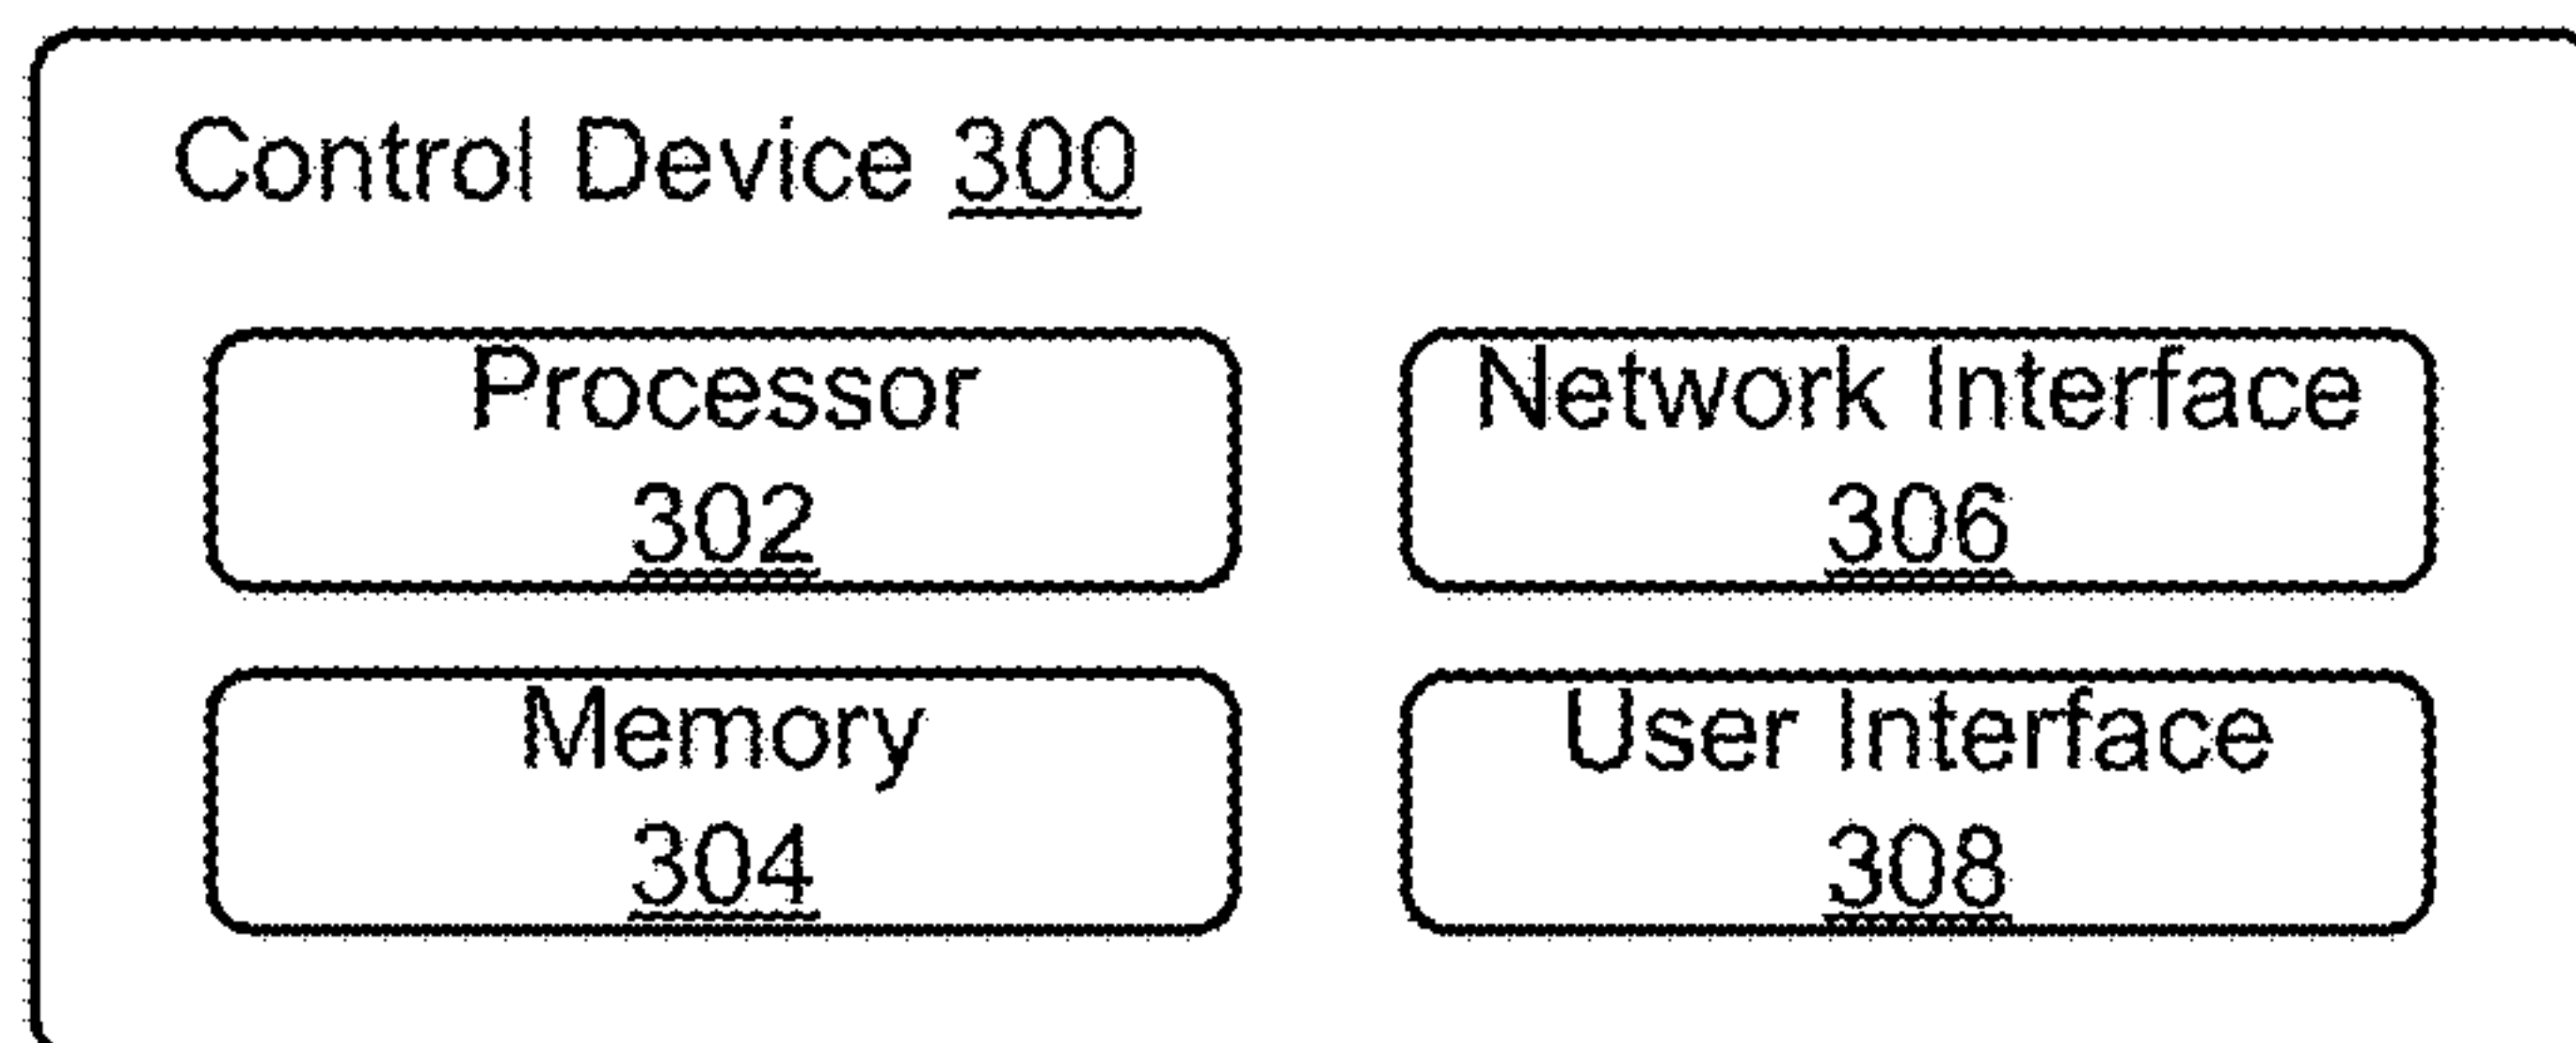 Control Device 300
Processor
302
Network Interface
306
Memory
304
User Interface
308